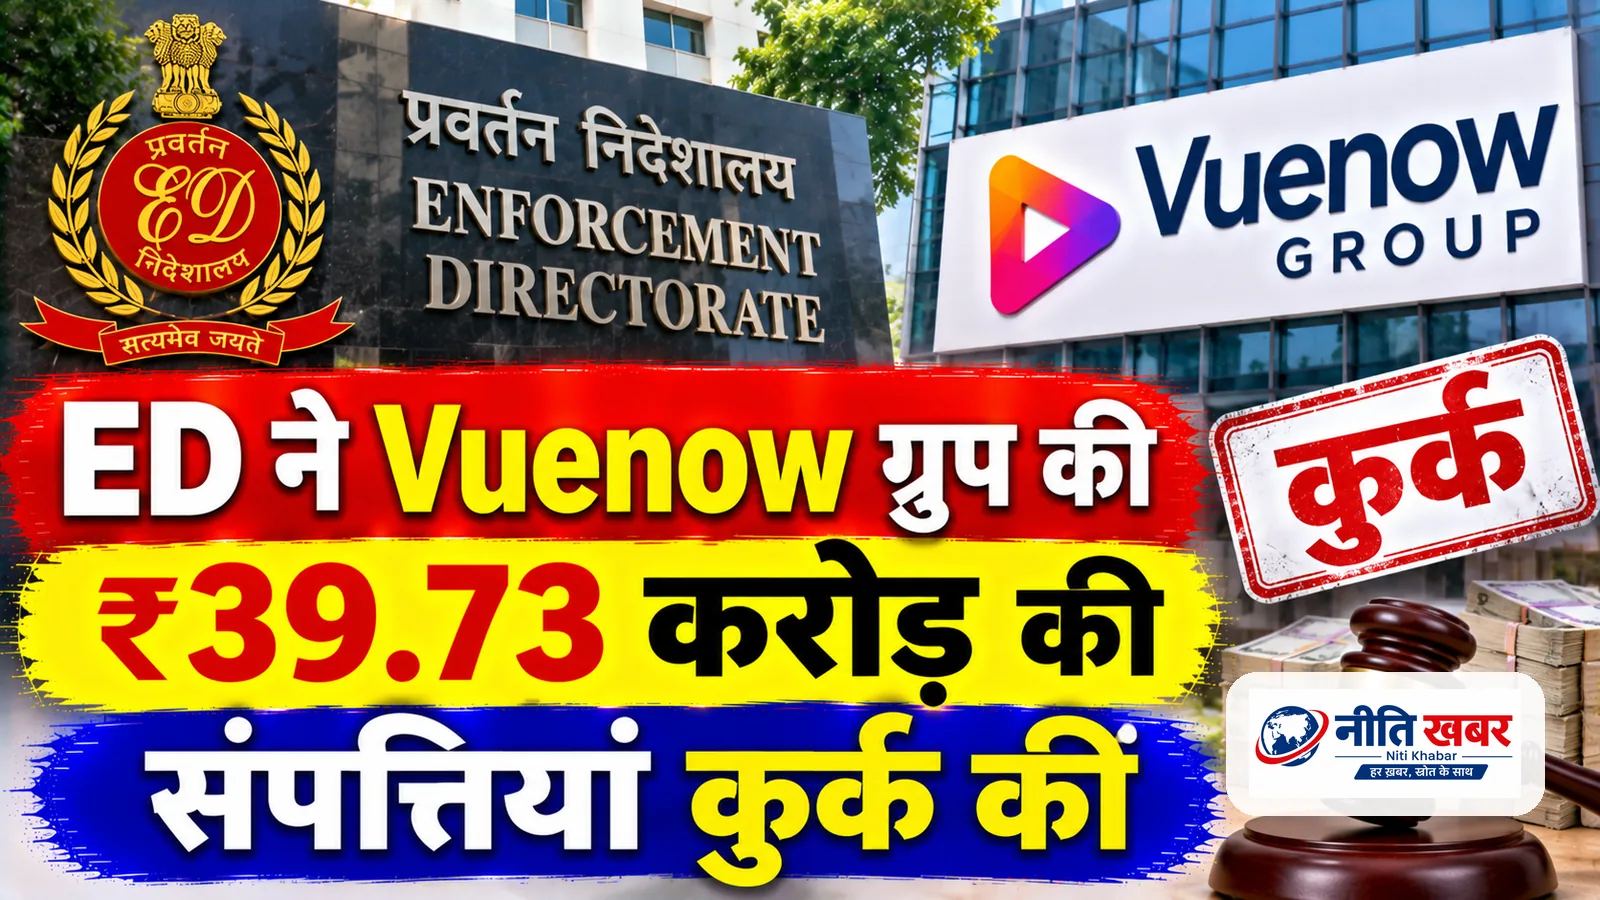 प्रवर्तन
ED
निदेशालय
सत्यमेव जयते
प्रवर्तन निदेशालय
ENFORCEMENT
DIRECTORATE
Vuenow
GROUP
ED ने Vuenow ग्रुप की
₹39.73 करोड़ की
संपत्तियां कुर्क कीं
कुर्क
नीति खबर
Niti Khabar
हर ख़बर, स्रोत के साथ